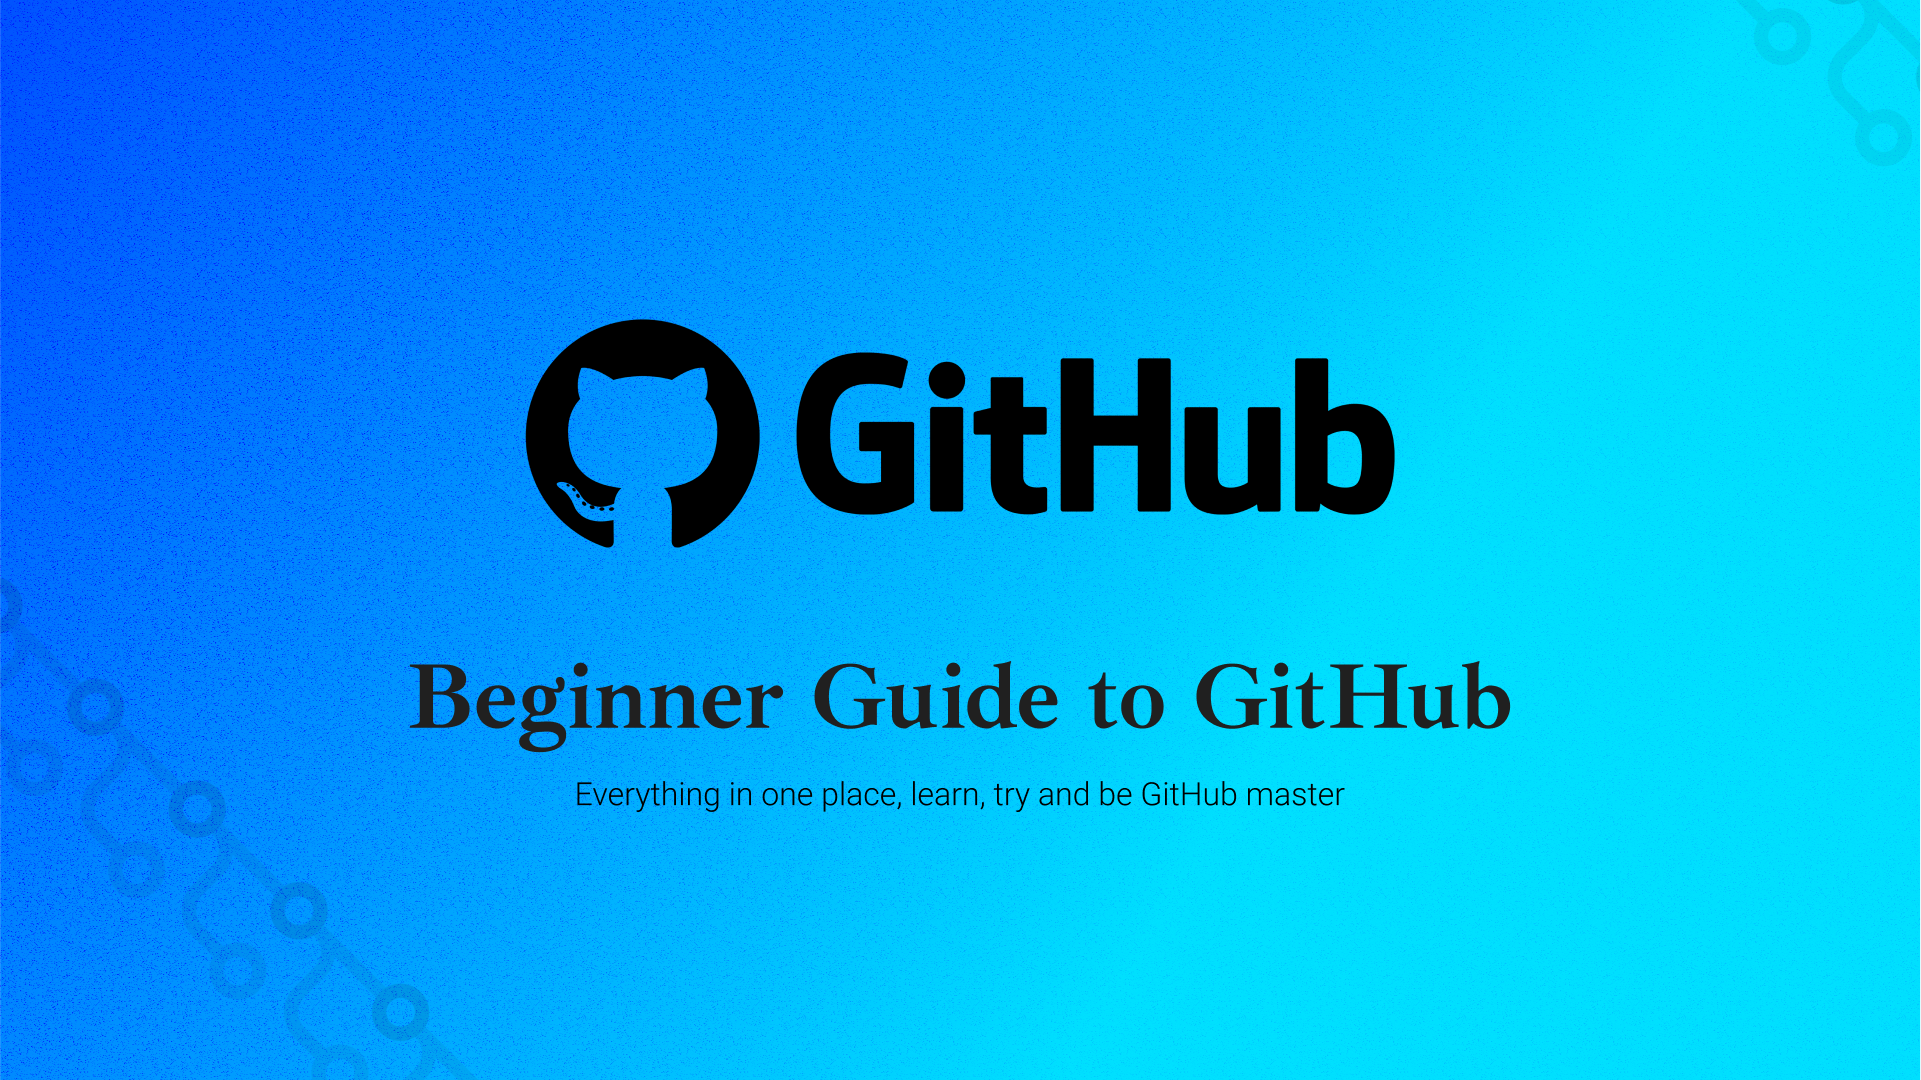 GitHub
Beginner Guide to GitHub
Everything in one place, learn, try and be GitHub master